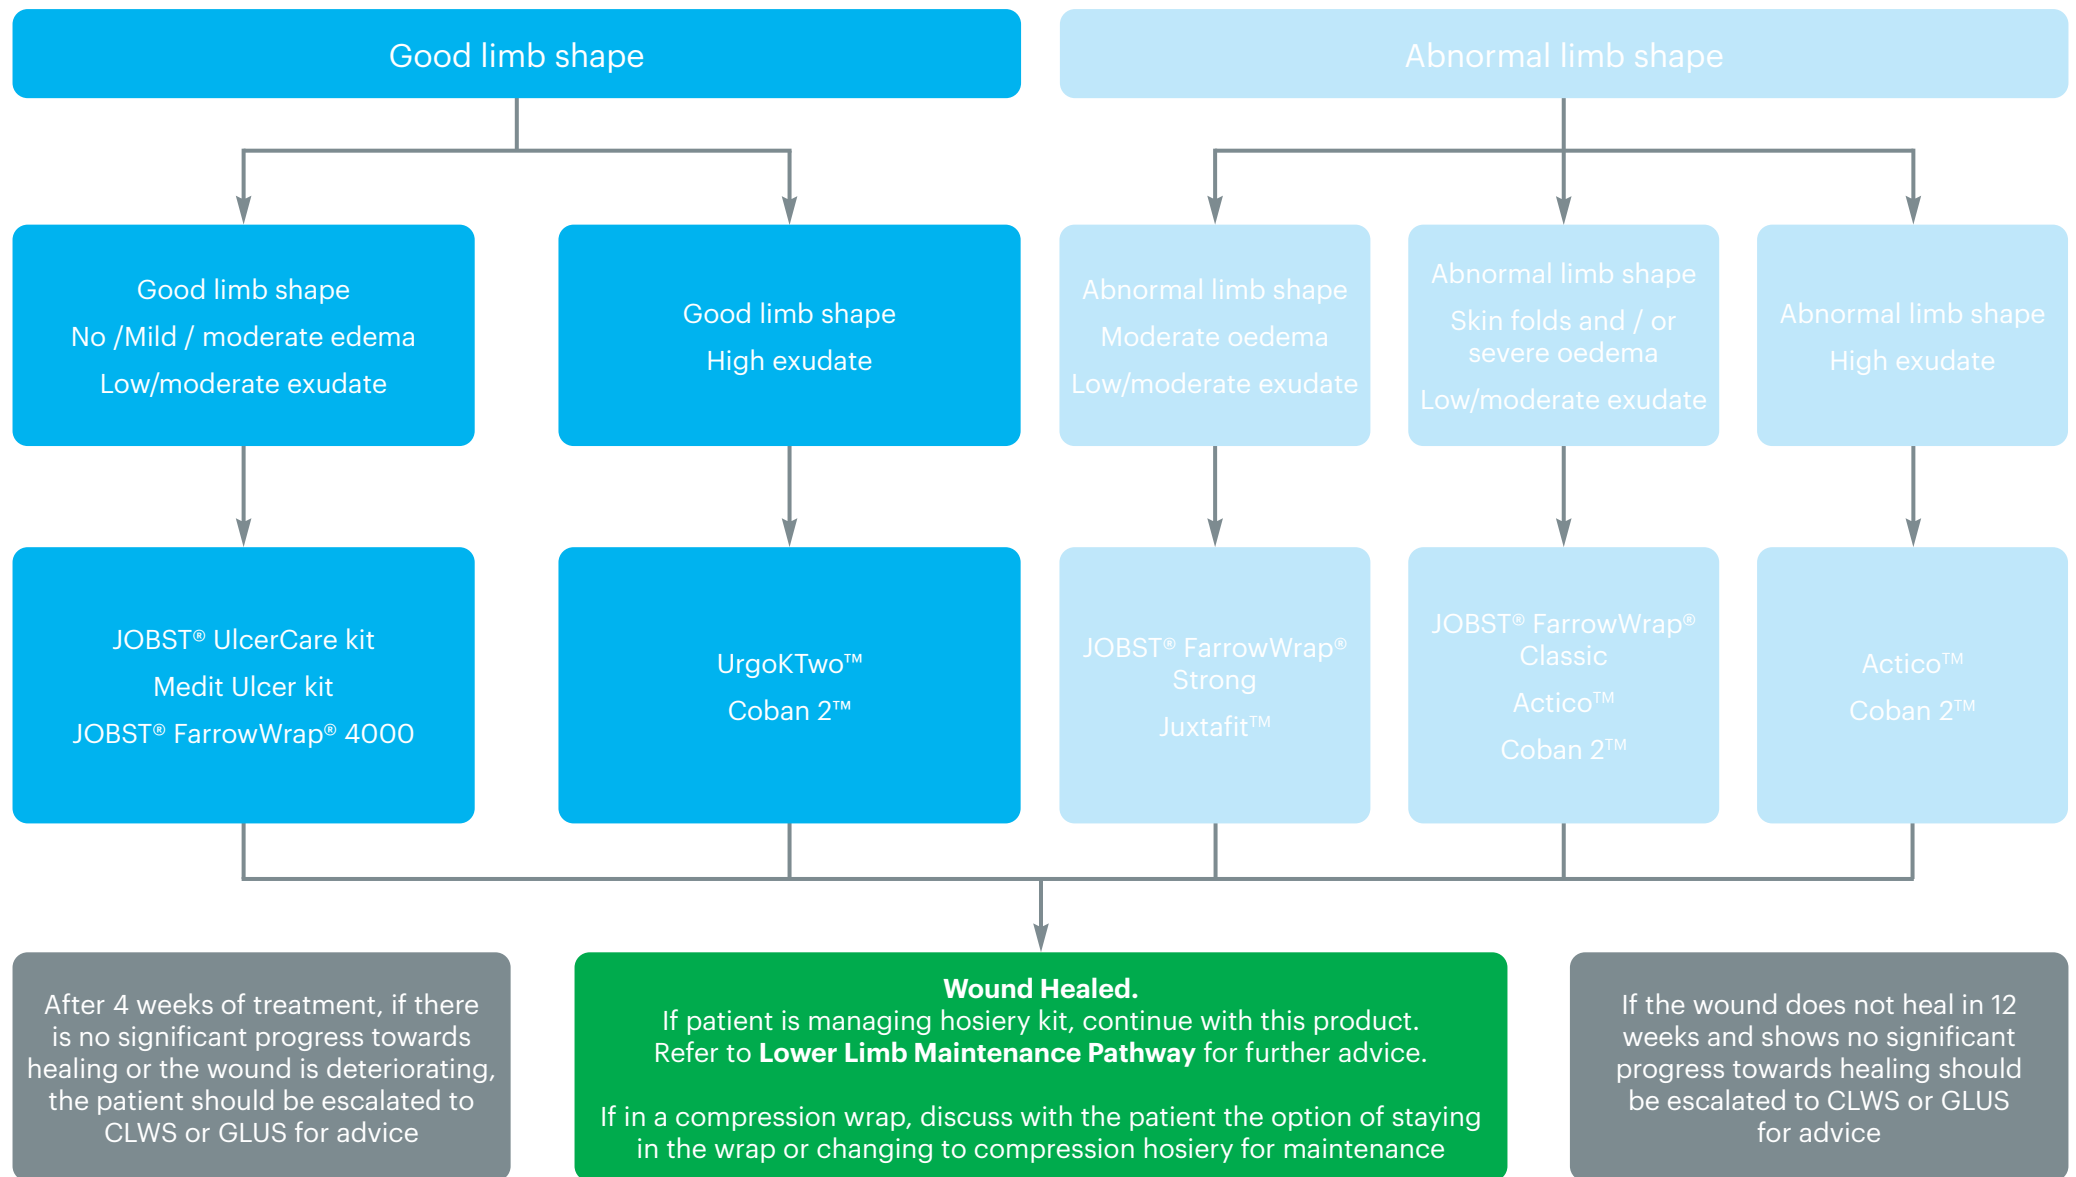 Good limb shape
Abnormal limb shape
Good limb shape
No /Mild / moderate edema
Low/moderate exudate
Good limb shape
High exudate
Abnormal limb shape
Moderate oedema
Low/moderate exudate
Abnormal limb shape
Skin folds and / or
severe oedema
Low/moderate exudate
Abnormal limb shape
High exudate
JOBST® UlcerCare kit
Medit Ulcer kit
JOBST® FarrowWrap® 4000
UrgoKTwo™
Coban 2™
JOBST® FarrowWrap®
Strong
Juxtafit™
JOBST® FarrowWrap®
Classic
Actico™
Coban 2™
Actico™
Coban 2™
After 4 weeks of treatment, if there
is no significant progress towards
healing or the wound is deteriorating,
the patient should be escalated to
CLWS or GLUS for advice
Wound Healed.
If patient is managing hosiery kit, continue with this product.
Refer to Lower Limb Maintenance Pathway for further advice.
If in a compression wrap, discuss with the patient the option of staying
in the wrap or changing to compression hosiery for maintenance
If the wound does not heal in 12
weeks and shows no significant
progress towards healing should
be escalated to CLWS or GLUS
for advice